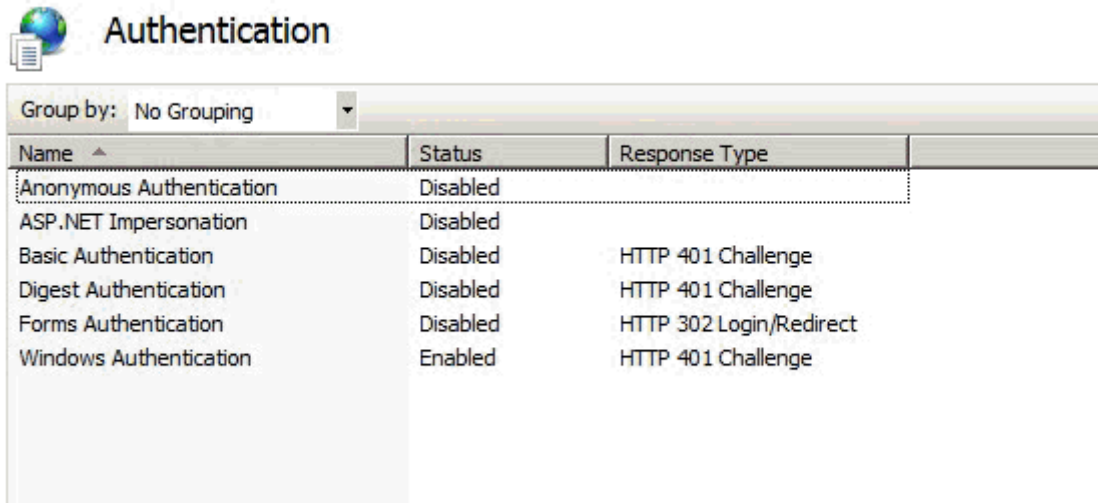 Authentication
Group by: No Grouping
Name Status Response Type
Anonymous Authentication Disabled
ASP.NET Impersonation Disabled
Basic Authentication Disabled HTTP 401 Challenge
Digest Authentication Disabled HTTP 401 Challenge
Forms Authentication Disabled HTTP 302 Login/Redirect
Windows Authentication Enabled HTTP 401 Challenge